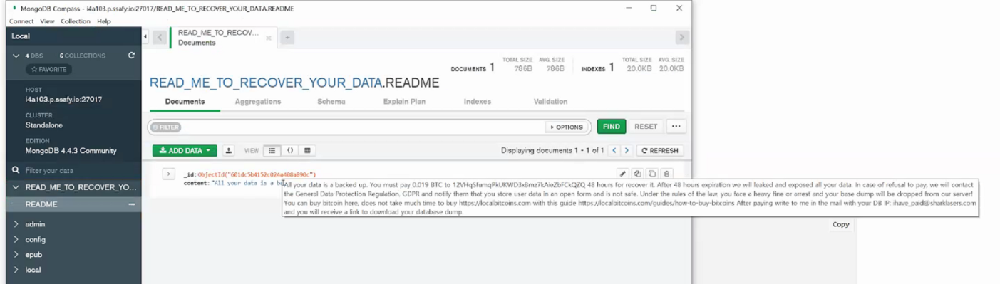 MongoDB Compass - i4a103.p.ssafy.io:27017/READ_ME_TO_RECOVER_YOUR_DATA.README
Connect View Collection Help
Local
4 DBS 6 COLLECTIONS
FAVORITE
HOST
i4a103.p.ssafy.io:27017
CLUSTER
Standalone
EDITION
MongoDB 4.4.3 Community
Filter your data
READ_ME_TO_RECOVER_YO...
README
admin
config
epub
local
READ_ME_TO_RECOV...
Documents
READ_ME_TO_RECOVER_YOUR_DATA.README
DOCUMENTS 1 TOTAL SIZE 786B AVG. SIZE 786B INDEXES 1 TOTAL SIZE 20.0KB AVG. SIZE 20.0KB
Documents Aggregations Schema Explain Plan Indexes Validation
FILTER OPTIONS FIND RESET ...
ADD DATA VIEW {} Displaying documents 1 - 1 of 1 REFRESH
_id:ObjectId("601dc5b4152c024a408a890c")
content:"All your data is a b
All your data is a backed up. You must pay 0.019 BTC to 12VHqSfumqPkUKWD3x8mz7kAioZbFCkQZQ 48 hours for recover it. After 48 hours expiration we will leaked and exposed all your data. In case of refusal to pay, we will contact
the General Data Protection Regulation, GDPR and notify them that you store user data in an open form and is not safe. Under the rules of the law, you face a heavy fine or arrest and your base dump will be dropped from our server!
You can buy bitcoin here, does not take much time to buy https://localbitcoins.com with this guide https://localbitcoins.com/guides/how-to-buy-bitcoins After paying write to me in the mail with your DB IP: ihave_paid@sharklasers.com
and you will receive a link to download your database dump.
Copy